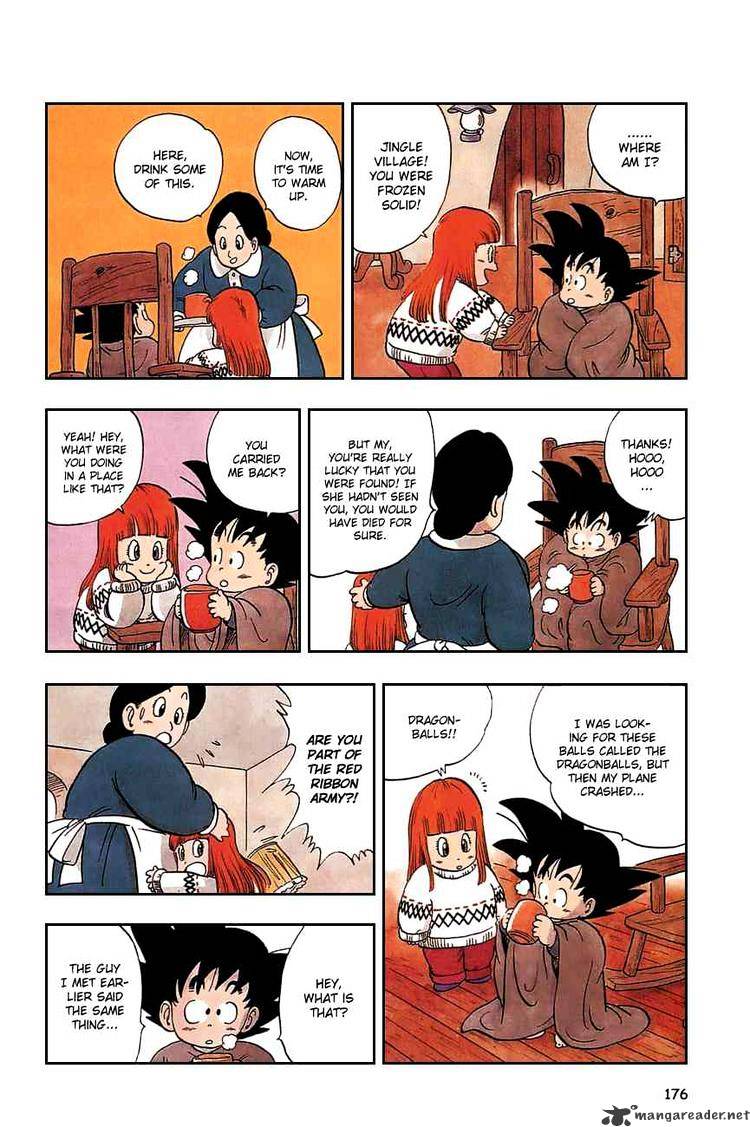 ......
WHERE
AM I?
JINGLE
VILLAGE!
YOU WERE
FROZEN
SOLID!
NOW,
IT'S TIME
TO WARM
UP.
HERE,
DRINK SOME
OF THIS.
THANKS!
HOOO,
HOOO
...
BUT MY,
YOU'RE REALLY
LUCKY THAT YOU
WERE FOUND! IF
SHE HADN'T SEEN
YOU, YOU WOULD
HAVE DIED FOR
SURE.
YOU
CARRIED
ME BACK?
YEAH! HEY,
WHAT WERE
YOU DOING
IN A PLACE
LIKE THAT?
I WAS LOOK-
ING FOR THESE
BALLS CALLED THE
DRAGONBALLS, BUT
THEN MY PLANE
CRASHED...
DRAGON-
BALLS!!
ARE YOU
PART OF
THE RED
RIBBON
ARMY?!
HEY,
WHAT IS
THAT?
THE GUY
I MET EAR-
LIER SAID
THE SAME
THING...
176
mangareader.net